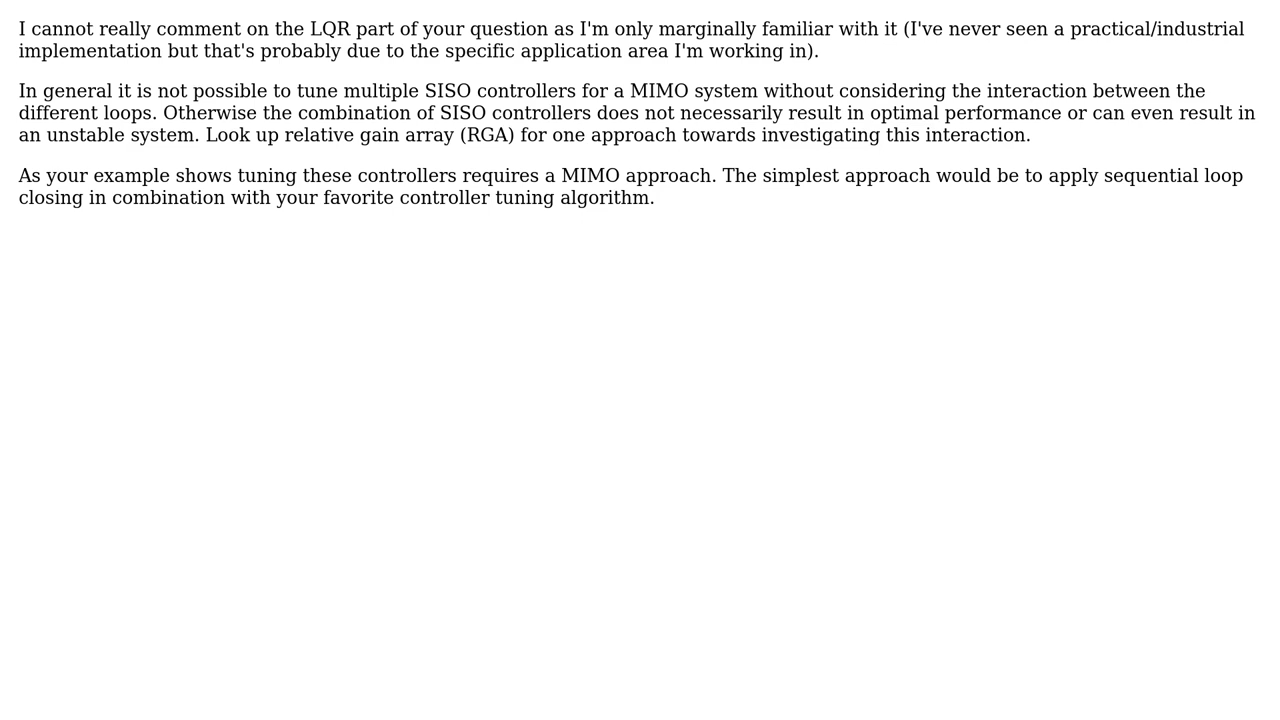 I cannot really comment on the LQR part of your question as I'm only marginally familiar with it (I've never seen a practical/industrial
implementation but that's probably due to the specific application area I'm working in).
In general it is not possible to tune multiple SISO controllers for a MIMO system without considering the interaction between the
different loops. Otherwise the combination of SISO controllers does not necessarily result in optimal performance or can even result in
an unstable system. Look up relative gain array (RGA) for one approach towards investigating this interaction.
As your example shows tuning these controllers requires a MIMO approach. The simplest approach would be to apply sequential loop
closing in combination with your favorite controller tuning algorithm.